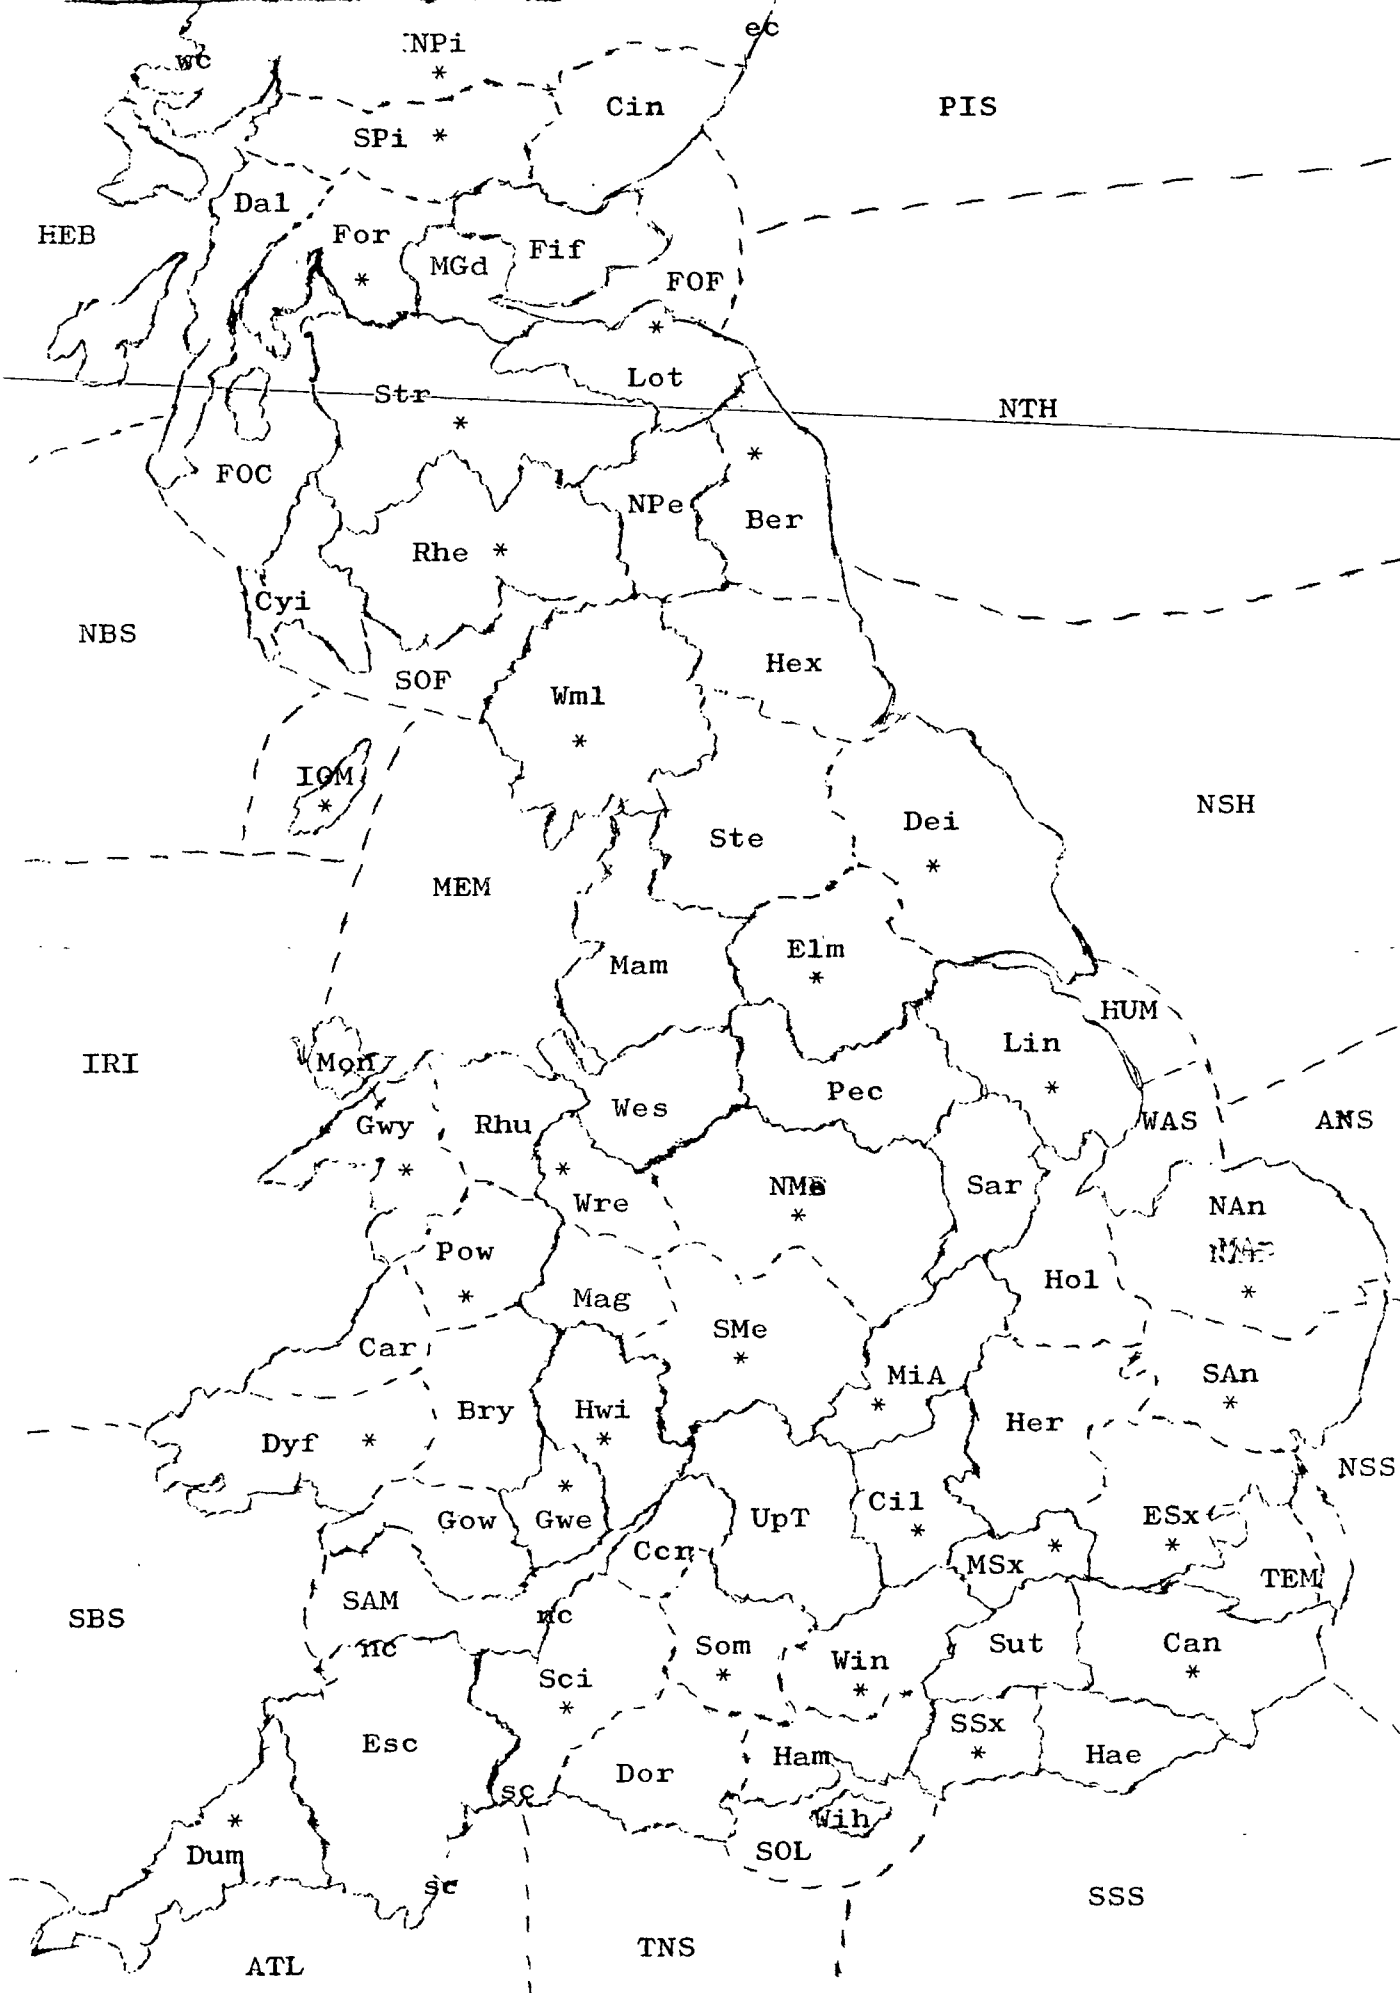 ec
NPi
*
wc
Cin
PIS
SPi *
Dal
HEB
For
*
Fif
MGd
FOF
*
Lot
Str
*
NTH
*
FOC
NPe
Ber
Rhe *
Cyi
NBS
Hex
SOF
Wml
*
IOM
*
NSH
Dei
*
Ste
MEM
Elm
*
Mam
HUM
Lin
*
IRI
Mon
Pec
Wes
WAS
ANS
Gwy
*
Rhu
*
Wre
NMe
*
Sar
NAn
*
Pow
*
Hol
Mag
SMe
*
Car
MiA
*
SAn
*
Bry
Hwi
*
Her
Dyf *
NSS
*
Gwe
Gow
Cil
*
UpT
ESx
*
Ccn
MSx *
TEM
SAM
nc
SBS
nc
Som
*
Win
*
Sut
Can
*
Sci
*
SSx
*
Esc
Ham
Hae
Dor
sc
Wih
*
Dum
SOL
sc
SSS
TNS
ATL